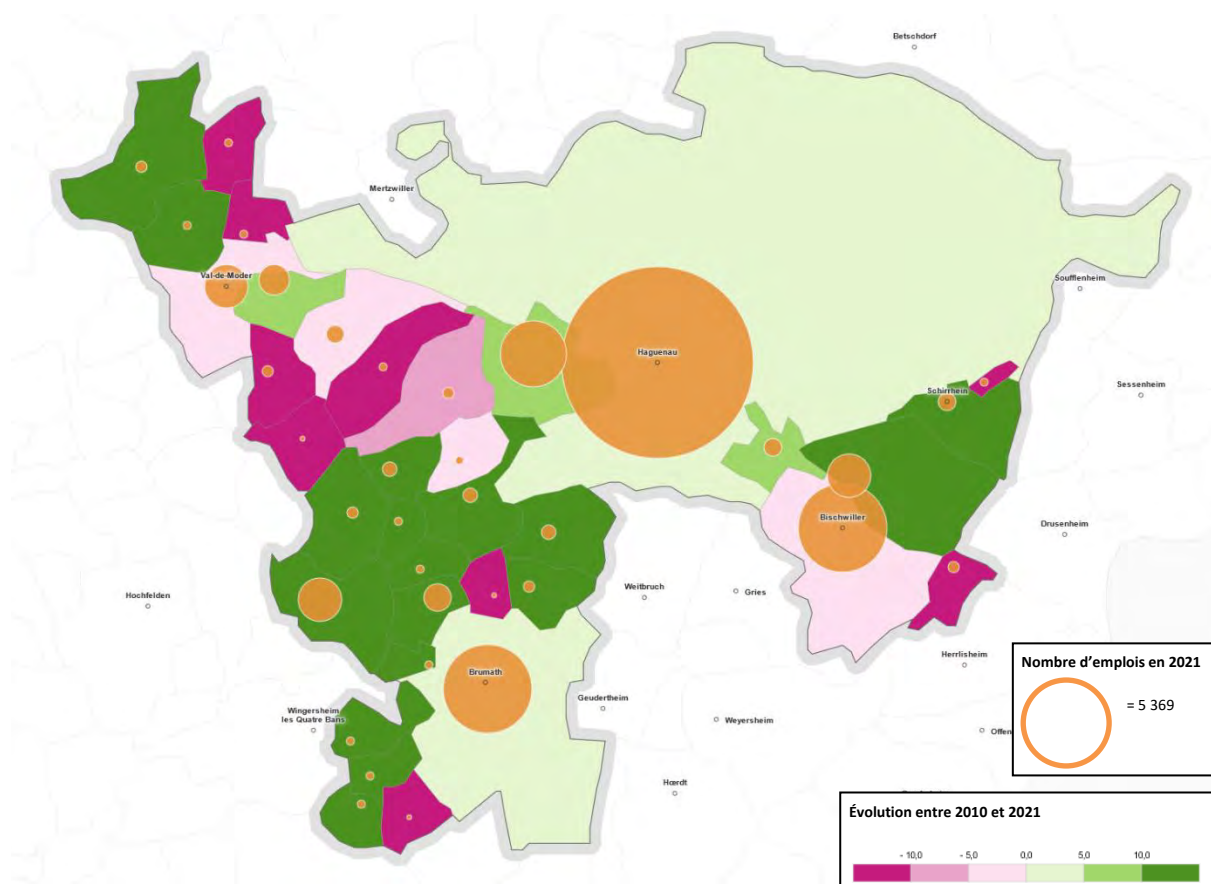 Betschdorf
Mertzwiller
Val-de-Moder
Soufflenheim
Haguenau
Sessenheim
Schirrhein
Bischwiller
Drusenheim
Hochfelden
Weitbruch
Gries
Herrlisheim
Brumath
Geudertheim
Wingersheim
les Quatre Bans
Weyersheim
Offen
Hœrdt
Nombre d’emplois en 2021
= 5 369
Évolution entre 2010 et 2021
- 10,0
- 5,0
0,0
5,0
10,0